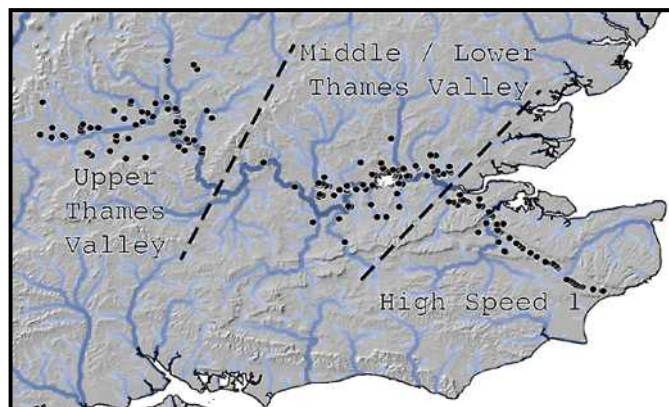 Middle / Lower
Thames Valley
Upper
Thames
Valley
High Speed 1